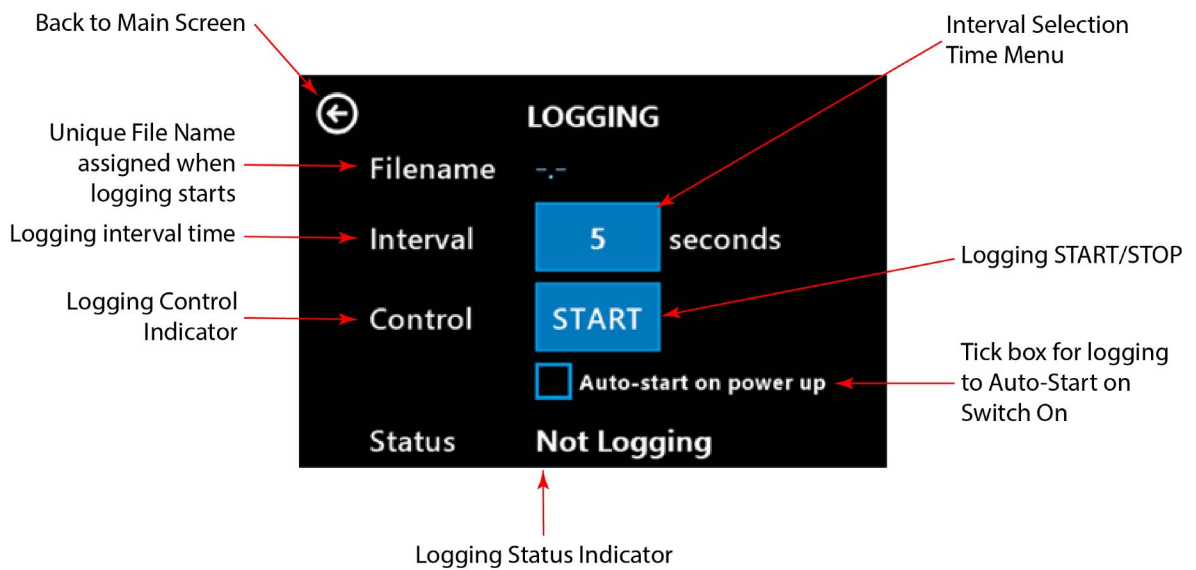 Back to Main Screen
Interval Selection
Time Menu
LOGGING
Unique File Name
assigned when
logging starts
Filename -.-
Logging interval time
Interval 5 seconds
Logging START/STOP
Logging Control
Indicator
Control START
Tick box for logging
to Auto-Start on
Switch On
Auto-start on power up
Status Not Logging
Logging Status Indicator